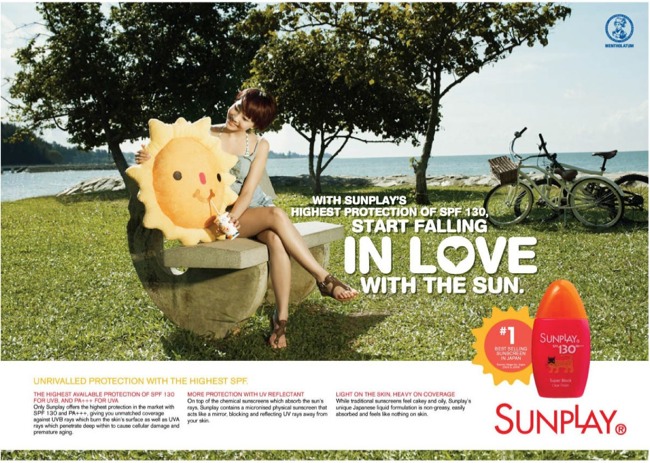 MENTHOLATUM
WITH SUNPLAY'S
HIGHEST PROTECTION OF SPF 130,
START FALLING
IN LOVE
WITH THE SUN.
#1
BEST SELLING
SUNSCREEN
IN JAPAN
SUNPLAY
SPF
130
PA+++
Super Block
SUNPLAY®
UNRIVALLED PROTECTION WITH THE HIGHEST SPF.
THE HIGHEST AVAILABLE PROTECTION OF SPF 130
FOR UVB, AND PA+++ FOR UVA
Only Sunplay offers the highest protection in the market with
SPF 130 and PA+++, giving you unmatched coverage
against UVB rays which burn the skin's surface as well as UVA
rays which penetrate deep within to cause cellular damage and
premature aging.
MORE PROTECTION WITH UV REFLECTANT
On top of the chemical sunscreens which absorb the sun's
rays, Sunplay contains a micronised physical sunscreen that
acts like a mirror, blocking and reflecting UV rays away from
your skin.
LIGHT ON THE SKIN, HEAVY ON COVERAGE
While traditional sunscreens feel cakey and oily, Sunplay's
unique Japanese liquid formulation is non-greasy, easily
absorbed and feels like nothing on skin.